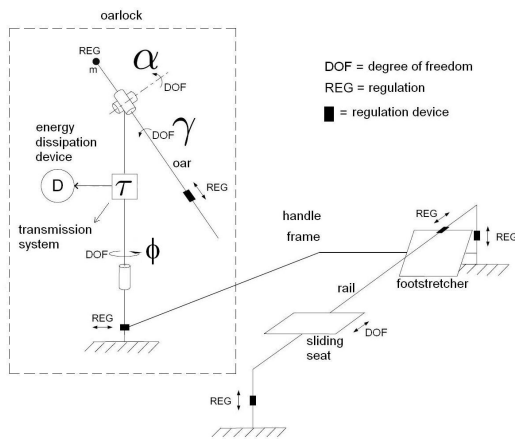 oarlock
REG
m
α
DOF
DOF = degree of freedom
REG = regulation
= regulation device
DOF
γ
oar
energy
dissipation
device
D
τ
REG
transmission
system
DOF
ϕ
handle
frame
REG
REG
footstretcher
rail
REG
sliding
seat
DOF
REG